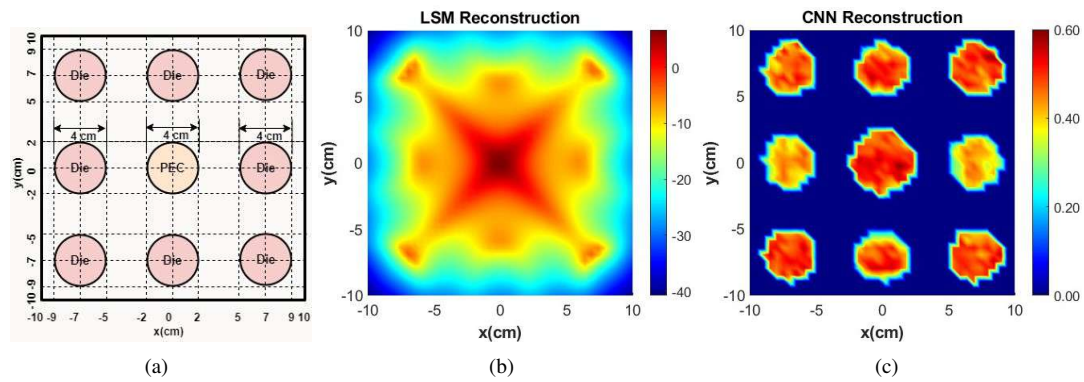 LSM Reconstruction
CNN Reconstruction
10
9
7
5
2
0
-2
-5
-7
-9
-10
y(cm)
Die Die Die
4 cm 4 cm 4 cm
Die PEC Die
Die Die Die
-10 -9 -7 -5 -2 0 2 5 7 9 10
x(cm)
10
5
0
-5
-10
y(cm)
-10 -5 0 5 10
x(cm)
0
-10
-20
-30
-40
10
5
0
-5
-10
y(cm)
-10 -5 0 5 10
x(cm)
0.60
0.40
0.20
0.00
(a) (b) (c)